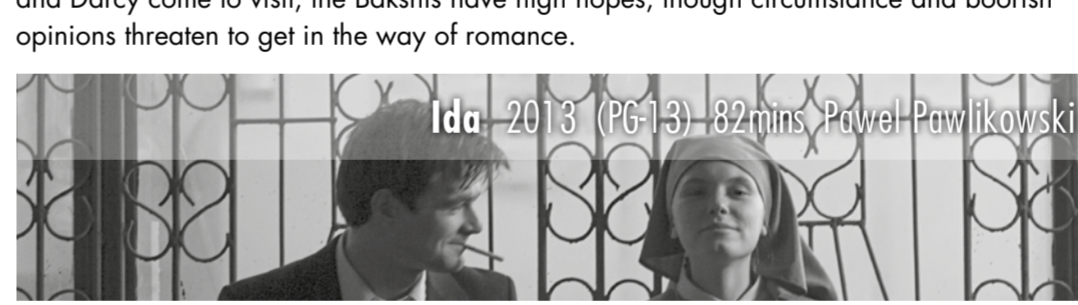 and Darcy come to visit, the Bakshis have high hopes, though circumstance and boorish
opinions threaten to get in the way of romance.
Ida 2013 (PG-13) 82mins Pawel Pawlikowski